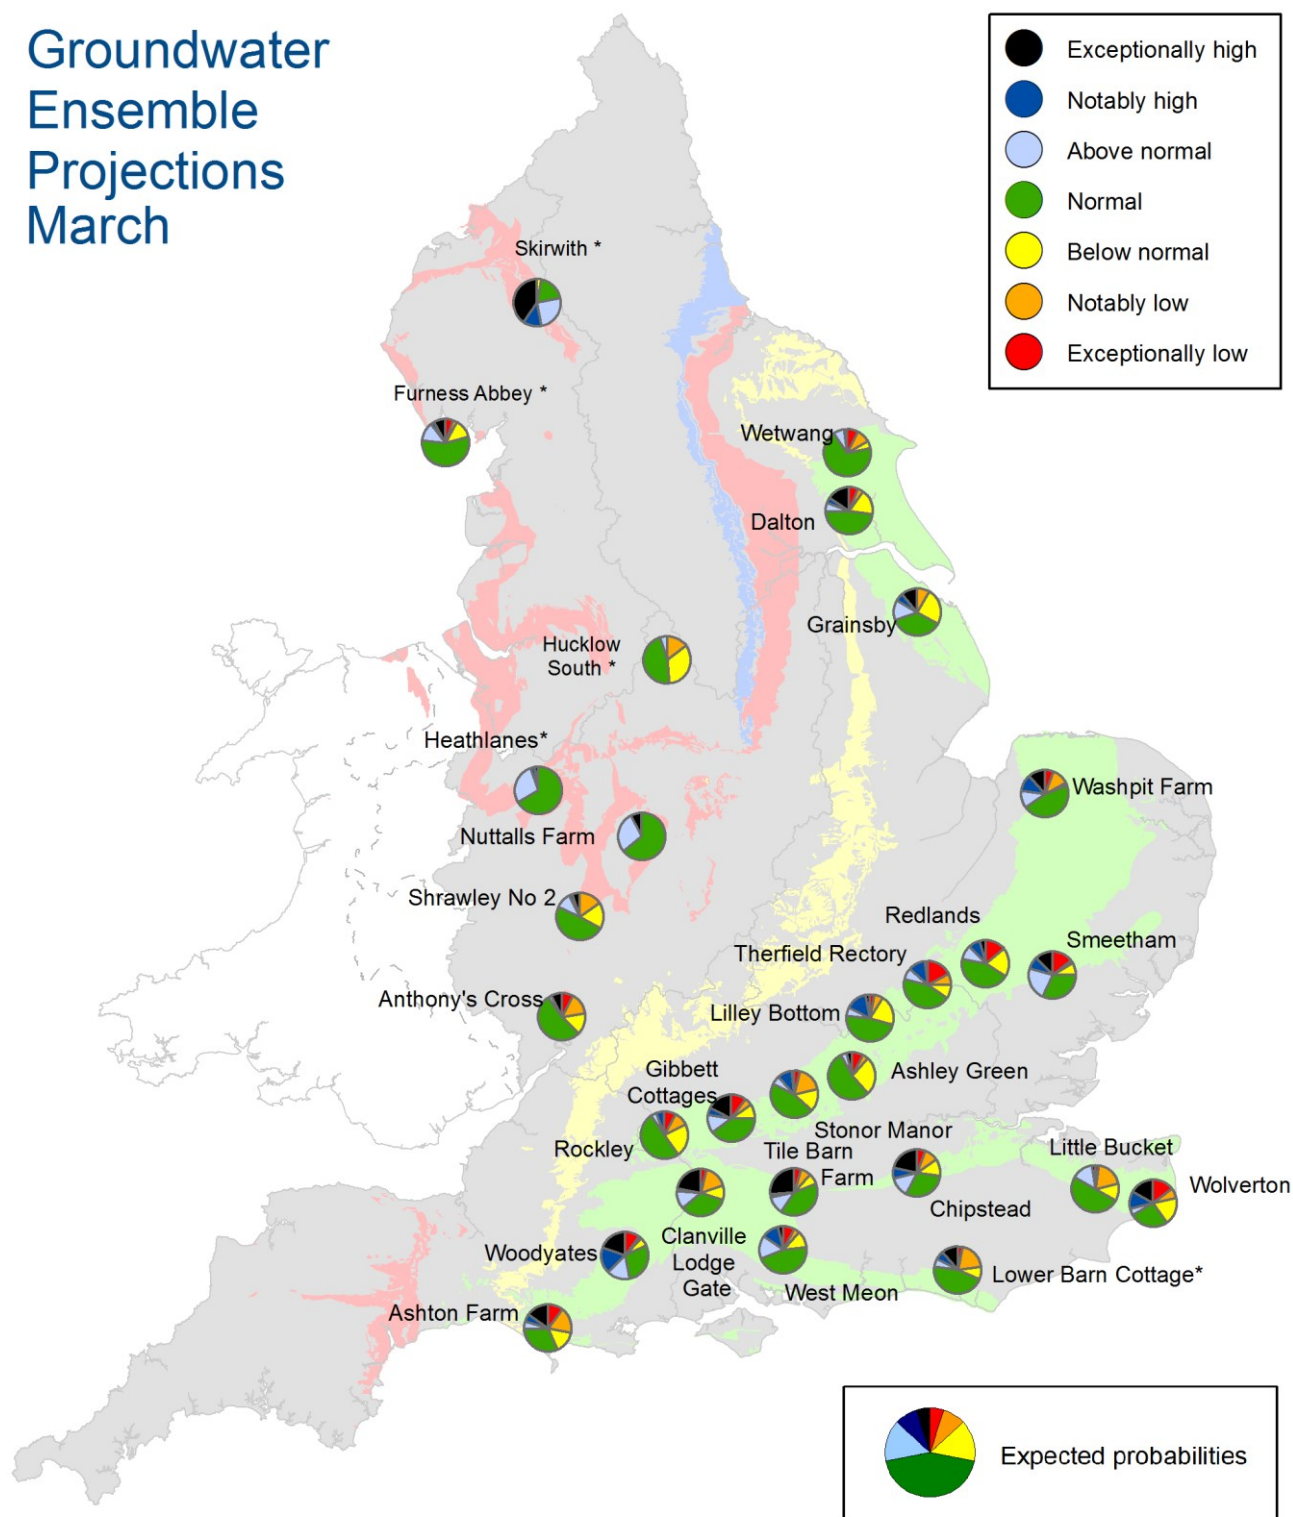 Groundwater
Ensemble
Projections
March
Exceptionally high
Notably high
Above normal
Normal
Below normal
Notably low
Exceptionally low
Skirwith *
Furness Abbey *
Wetwang
Dalton
Grainsby
Hucklow
South *
Heathlanes*
Washpit Farm
Nuttalls Farm
Shrawley No 2
Redlands
Smeetham
Therfield Rectory
Anthony's Cross
Lilley Bottom
Gibbett
Cottages
Ashley Green
Rockley
Stonor Manor
Tile Barn
Farm
Little Bucket
Wolverton
Chipstead
Woodyates
Clanville
Lodge
Gate
West Meon
Lower Barn Cottage*
Ashton Farm
Expected probabilities